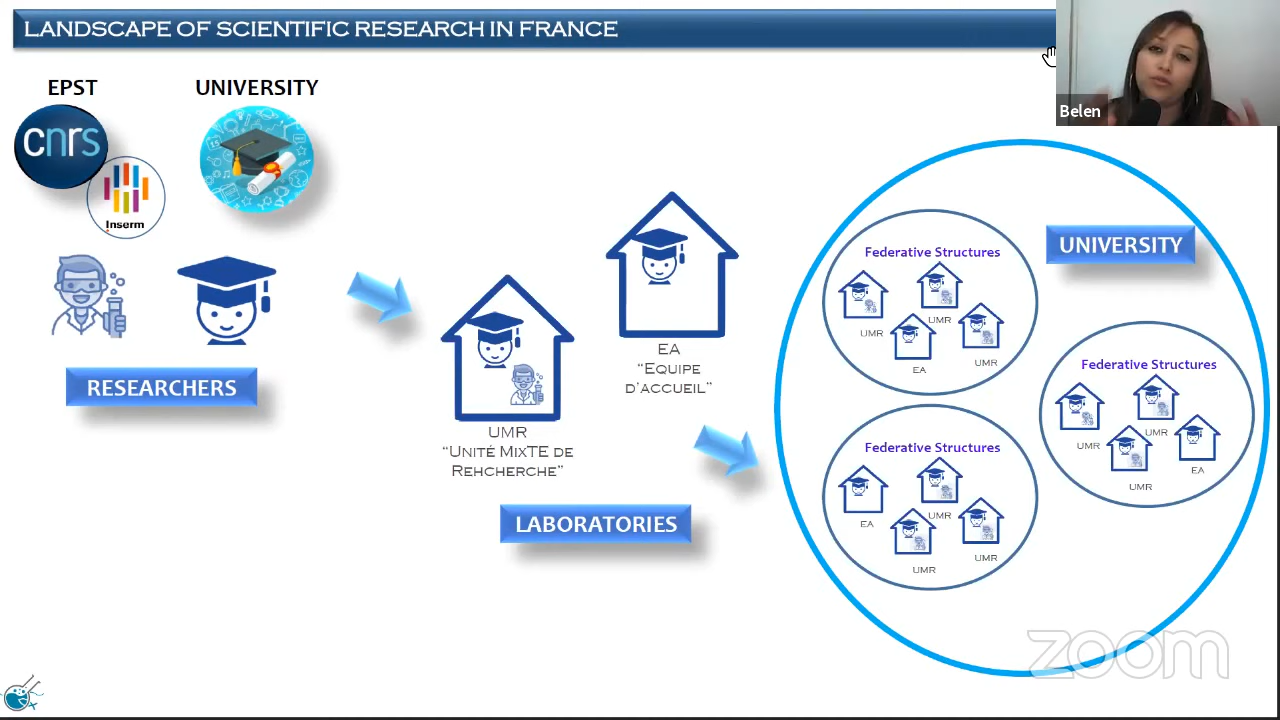 LANDSCAPE OF SCIENTIFIC RESEARCH IN FRANCE
Belen
EPST
UNIVERSITY
cnrs
Inserm
RESEARCHERS
EA
“Equipe
d’accueil”
UMR
“Unité MixTE de
Rehcherche”
LABORATORIES
UNIVERSITY
Federative Structures
UMR
UMR
EA
UMR
Federative Structures
UMR
UMR
EA
UMR
Federative Structures
EA
UMR
UMR
UMR
zoom